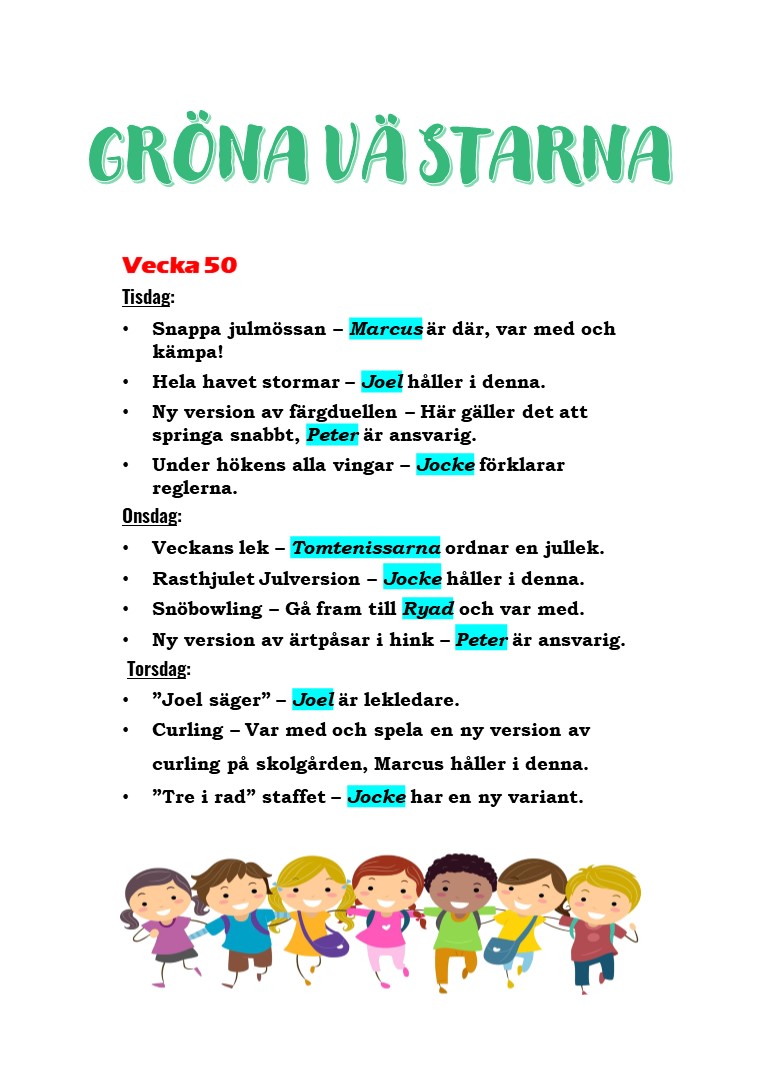 GRÖNA VÄSTARNA
Vecka 50
Tisdag:
• Snappa julmössan – Marcus är där, var med och
kämpa!
• Hela havet stormar – Joel håller i denna.
• Ny version av färgduellen – Här gäller det att
springa snabbt, Peter är ansvarig.
• Under hökens alla vingar – Jocke förklarar
reglerna.
Onsdag:
• Veckans lek – Tomtenissarna ordnar en jullek.
• Rasthjulet Julversion – Jocke håller i denna.
• Snöbowling – Gå fram till Ryad och var med.
• Ny version av ärtpåsar i hink – Peter är ansvarig.
Torsdag:
• ”Joel säger” – Joel är lekledare.
• Curling – Var med och spela en ny version av
curling på skolgården, Marcus håller i denna.
• ”Tre i rad” staffet – Jocke har en ny variant.